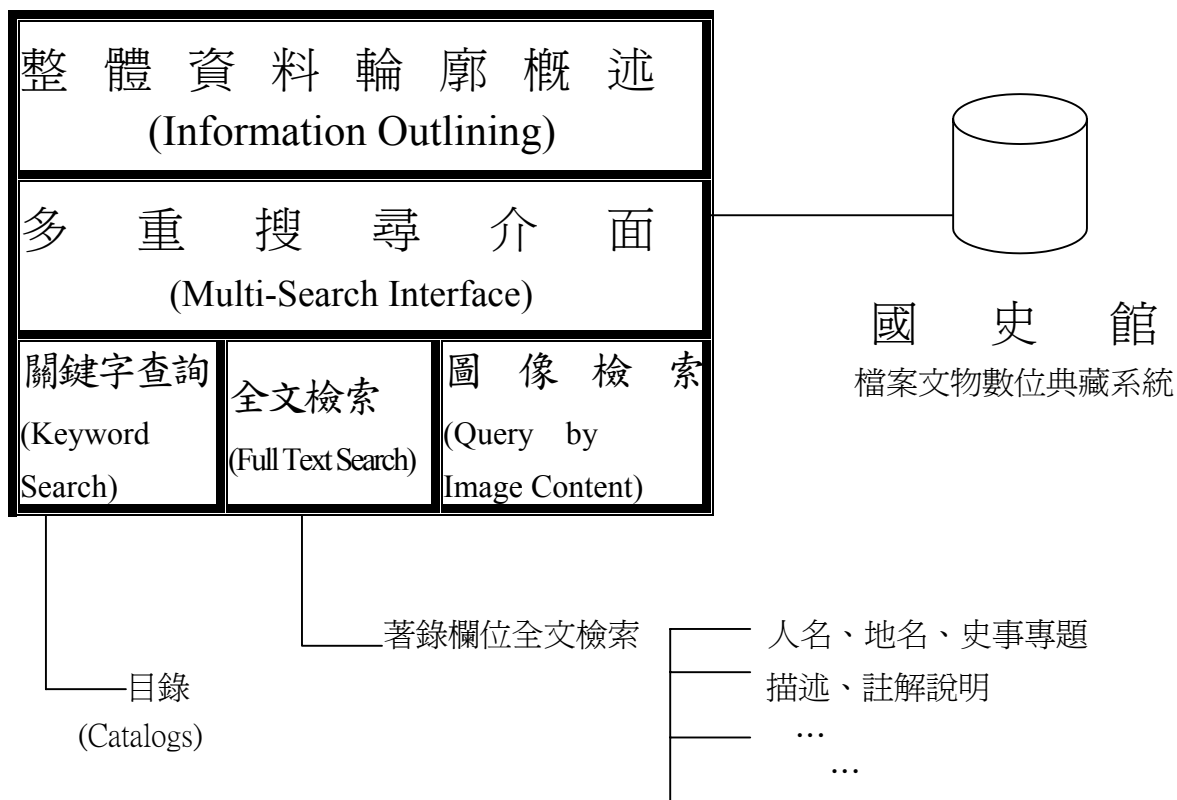 整體資料輪廓概述
(Information Outlining)
多重搜尋介面
(Multi-Search Interface)
國史館
檔案文物數位典藏系統
關鍵字查詢
(Keyword
Search)
全文檢索
(Full Text Search)
圖像檢索
(Query by
Image Content)
著錄欄位全文檢索
人名、地名、史事專題
描述、註解說明
…
…
目錄
(Catalogs)